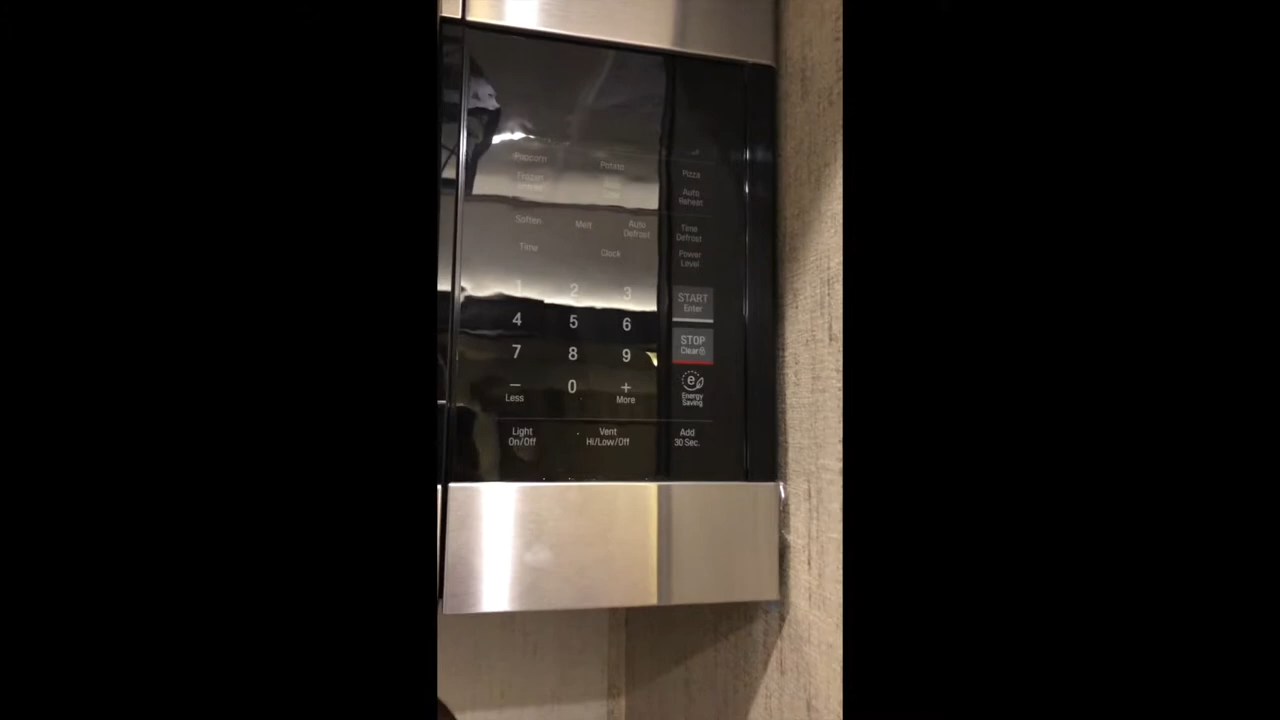 Popcorn Potato Pizza
Frozen
Auto
Reheat
Soften Melt Auto
Defrost
Time
Defrost
Time Clock
Power
Level
1 2 3
START
Enter
4 5 6
STOP
Clear
7 8 9
− 0 +
Less More
e
Energy
Saving
Light
On/Off
Vent
Hi/Low/Off
Add
30 Sec.